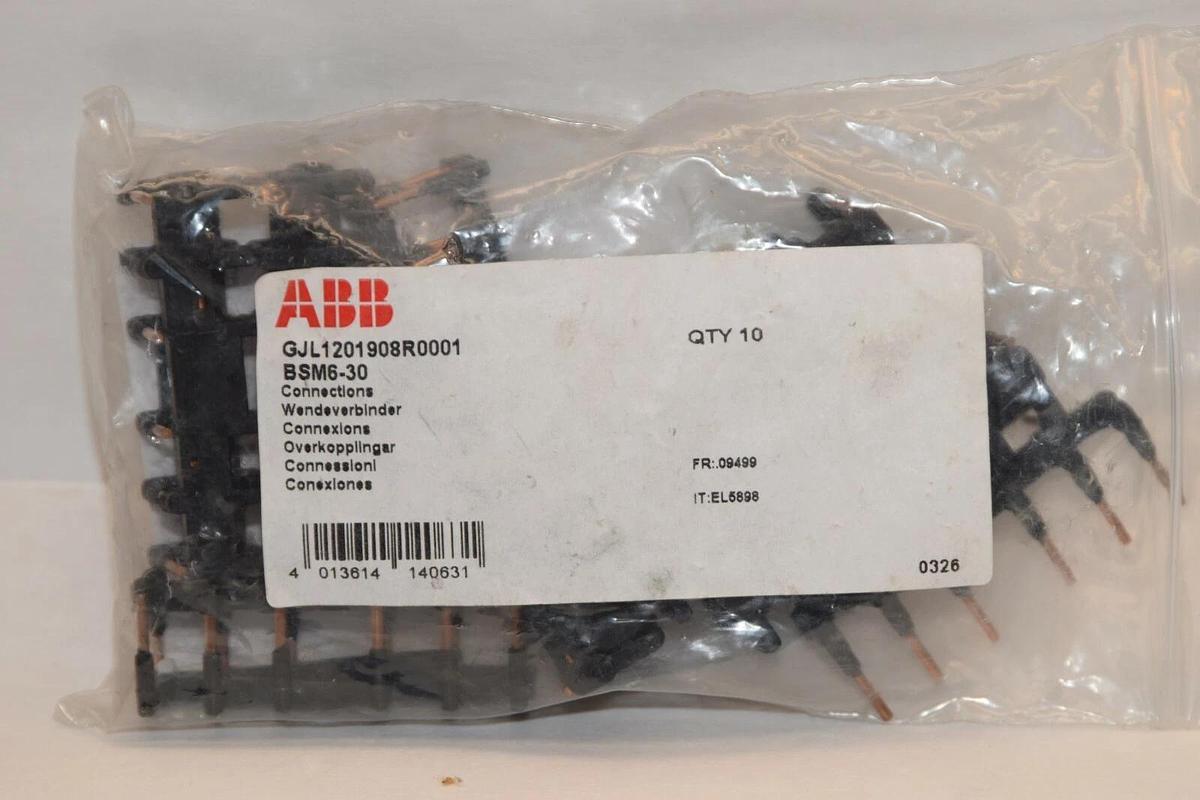 ABB
GJL1201908R0001
BSM6-30
QTY 10
Connections
Wendeverbinder
Connexions
Overkopplingar
Connessioni
Conexiones
FR:.09499
IT:EL5898
4 013614 140631
0326